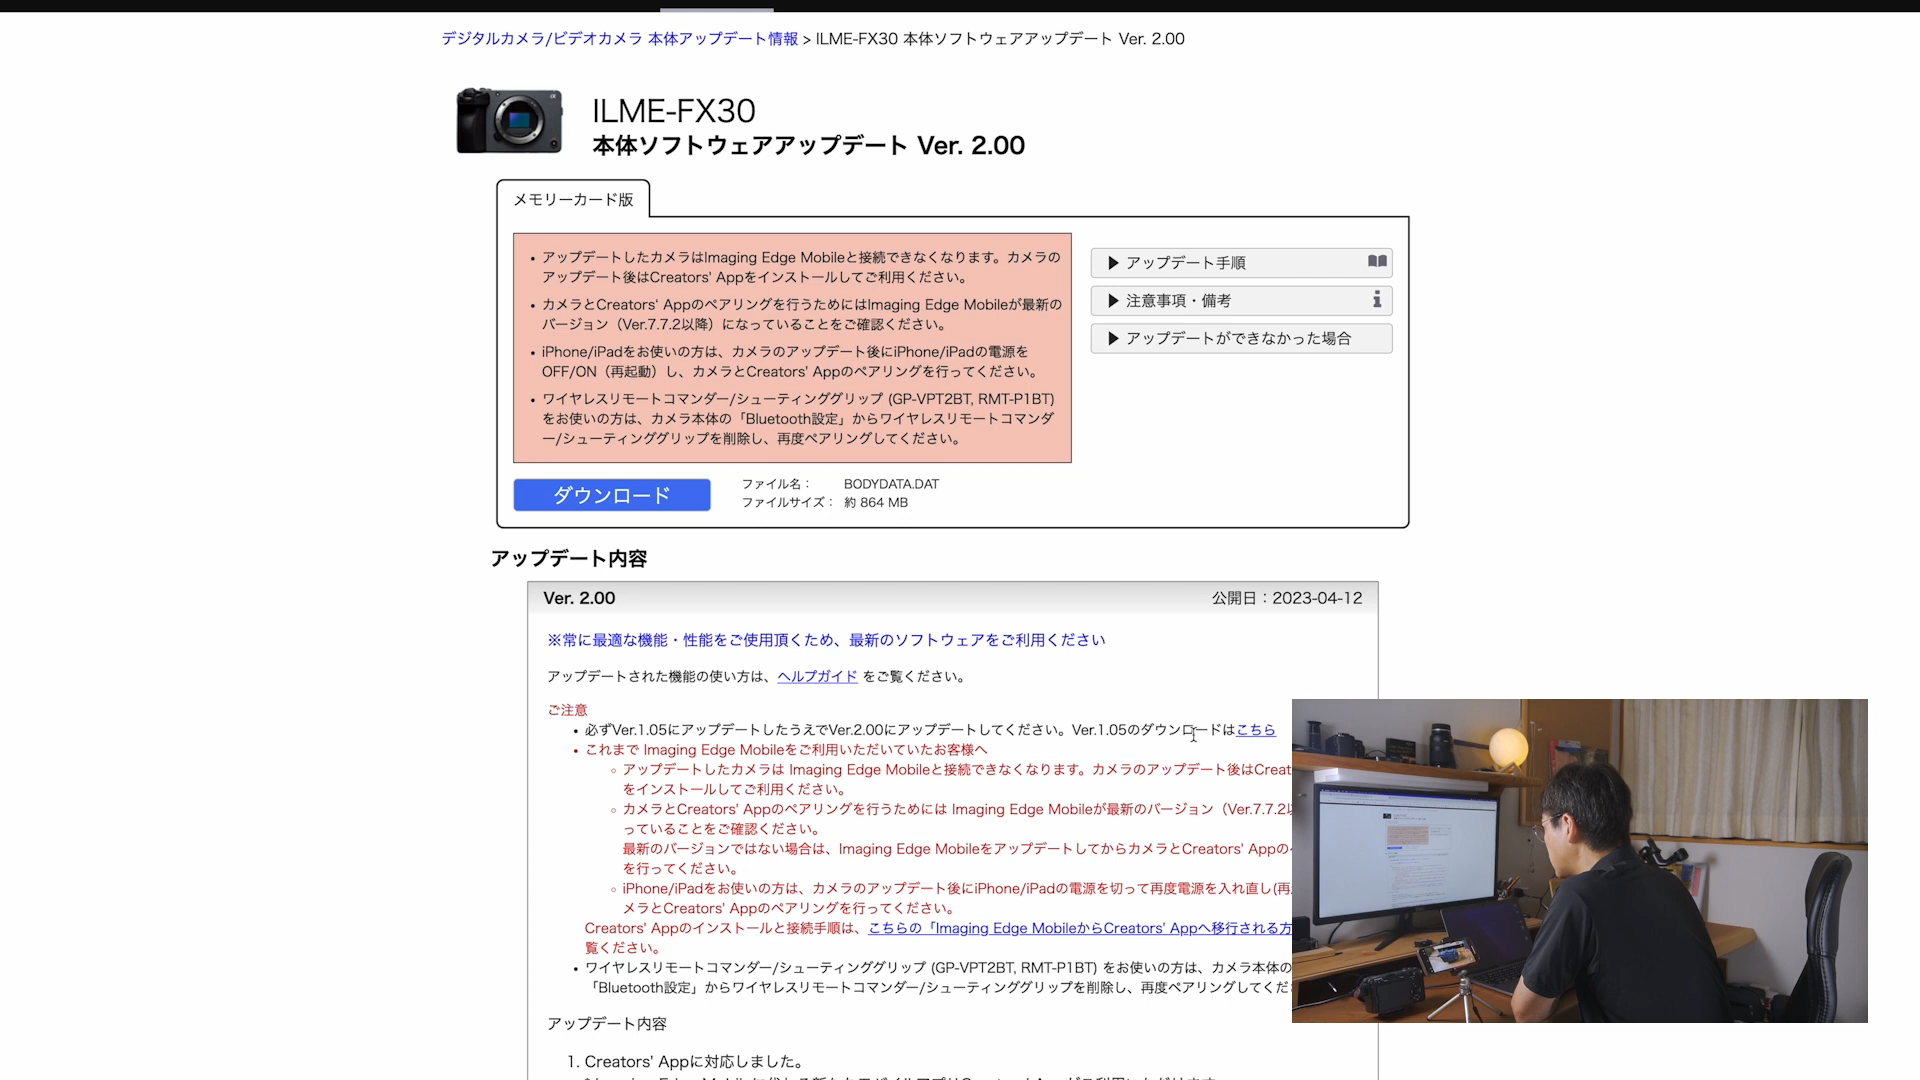 デジタルカメラ/ビデオカメラ 本体アップデート情報 > ILME-FX30 本体ソフトウェアアップデート Ver. 2.00
ILME-FX30
本体ソフトウェアアップデート Ver. 2.00
メモリーカード版
• アップデートしたカメラはImaging Edge Mobileと接続できなくなります。カメラの
アップデート後はCreators' Appをインストールしてご利用ください。
• カメラとCreators' Appのペアリングを行うためにはImaging Edge Mobileが最新の
バージョン（Ver.7.7.2以降）になっていることをご確認ください。
• iPhone/iPadをお使いの方は、カメラのアップデート後にiPhone/iPadの電源を
OFF/ON（再起動）し、カメラとCreators' Appのペアリングを行ってください。
• ワイヤレスリモートコマンダー/シューティンググリップ (GP-VPT2BT, RMT-P1BT)
をお使いの方は、カメラ本体の「Bluetooth設定」からワイヤレスリモートコマンダ
ー/シューティンググリップを削除し、再度ペアリングしてください。
▶ アップデート手順
▶ 注意事項・備考
▶ アップデートができなかった場合
ダウンロード
ファイル名： BODYDATA.DAT
ファイルサイズ： 約 864 MB
アップデート内容
Ver. 2.00 公開日：2023-04-12
※常に最適な機能・性能をご使用頂くため、最新のソフトウェアをご利用ください
アップデートされた機能の使い方は、ヘルプガイド をご覧ください。
ご注意
• 必ずVer.1.05にアップデートしたうえでVer.2.00にアップデートしてください。Ver.1.05のダウンロードはこちら
• これまで Imaging Edge Mobileをご利用いただいていたお客様へ
○ アップデートしたカメラは Imaging Edge Mobileと接続できなくなります。カメラのアップデート後はCreat
をインストールしてご利用ください。
○ カメラとCreators' Appのペアリングを行うためには Imaging Edge Mobileが最新のバージョン（Ver.7.7.2
っていることをご確認ください。
最新のバージョンではない場合は、Imaging Edge MobileをアップデートしてからカメラとCreators' Appの
を行ってください。
○ iPhone/iPadをお使いの方は、カメラのアップデート後にiPhone/iPadの電源を切って再度電源を入れ直し(再
メラとCreators' Appのペアリングを行ってください。
Creators' Appのインストールと接続手順は、こちらの「Imaging Edge MobileからCreators' Appへ移行される方
覧ください。
• ワイヤレスリモートコマンダー/シューティンググリップ (GP-VPT2BT, RMT-P1BT) をお使いの方は、カメラ本体の
「Bluetooth設定」からワイヤレスリモートコマンダー/シューティンググリップを削除し、再度ペアリングしてくだ
アップデート内容
1. Creators' Appに対応しました。